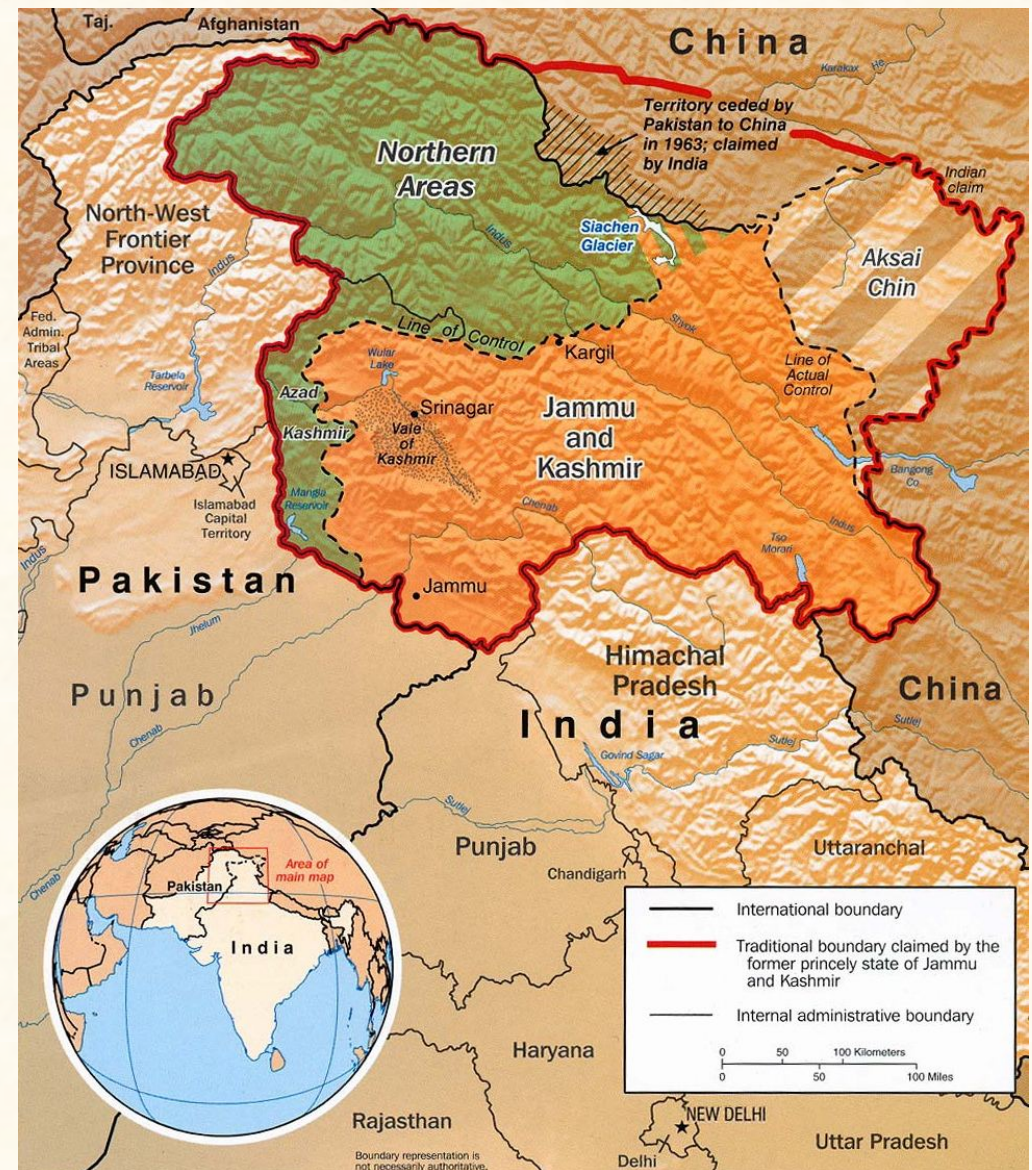 Taj.
Afghanistan
China
Karakax He
Territory ceded by
Pakistan to China
in 1963; claimed
by India
Northern
Areas
Indian
claim
North-West
Frontier
Province
Indus
Siachen
Glacier
Indus
Aksai
Chin
Fed.
Admin.
Tribal
Areas
Line of Control
Shyok
Kargil
Wular
Lake
Line of
Actual
Control
Tarbela
Reservoir
Azad
Kashmir
Srinagar
Vale
of
Kashmir
Jammu
and
Kashmir
ISLAMABAD
Islamabad
Capital
Territory
Mangla
Reservoir
Chenab
Indus
Bangong
Co
Tso
Morari
Indus
Pakistan
Jammu
Jhelum
Himachal
Pradesh
Punjab
China
India
Chenab
Sutlej
Sutlej
Govind Sagar
Sutlej
Punjab
Uttaranchal
Chandigarh
Area of
main map
Pakistan
India
Chenab
International boundary
Traditional boundary claimed by the
former princely state of Jammu
and Kashmir
Internal administrative boundary
0 50 100 Kilometers
0 50 100 Miles
Haryana
Rajasthan
NEW DELHI
Delhi
Uttar Pradesh
Boundary representation is
not necessarily authoritative.